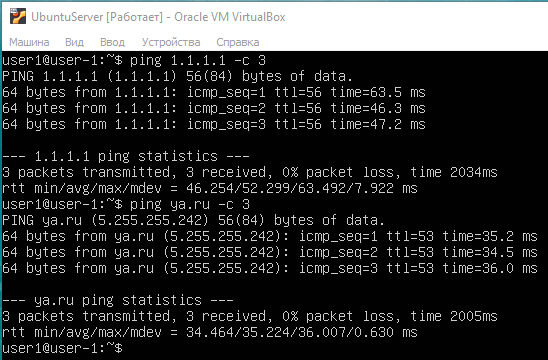 UbuntuServer [Работает] - Oracle VM VirtualBox
Машина Вид Ввод Устройства Справка
user1@user-1:~$ ping 1.1.1.1 -c 3
PING 1.1.1.1 (1.1.1.1) 56(84) bytes of data.
64 bytes from 1.1.1.1: icmp_seq=1 ttl=56 time=63.5 ms
64 bytes from 1.1.1.1: icmp_seq=2 ttl=56 time=46.3 ms
64 bytes from 1.1.1.1: icmp_seq=3 ttl=56 time=47.2 ms

--- 1.1.1.1 ping statistics ---
3 packets transmitted, 3 received, 0% packet loss, time 2034ms
rtt min/avg/max/mdev = 46.254/52.299/63.492/7.922 ms
user1@user-1:~$ ping ya.ru -c 3
PING ya.ru (5.255.255.242) 56(84) bytes of data.
64 bytes from ya.ru (5.255.255.242): icmp_seq=1 ttl=53 time=35.2 ms
64 bytes from ya.ru (5.255.255.242): icmp_seq=2 ttl=53 time=34.5 ms
64 bytes from ya.ru (5.255.255.242): icmp_seq=3 ttl=53 time=36.0 ms

--- ya.ru ping statistics ---
3 packets transmitted, 3 received, 0% packet loss, time 2005ms
rtt min/avg/max/mdev = 34.464/35.224/36.007/0.630 ms
user1@user-1:~$